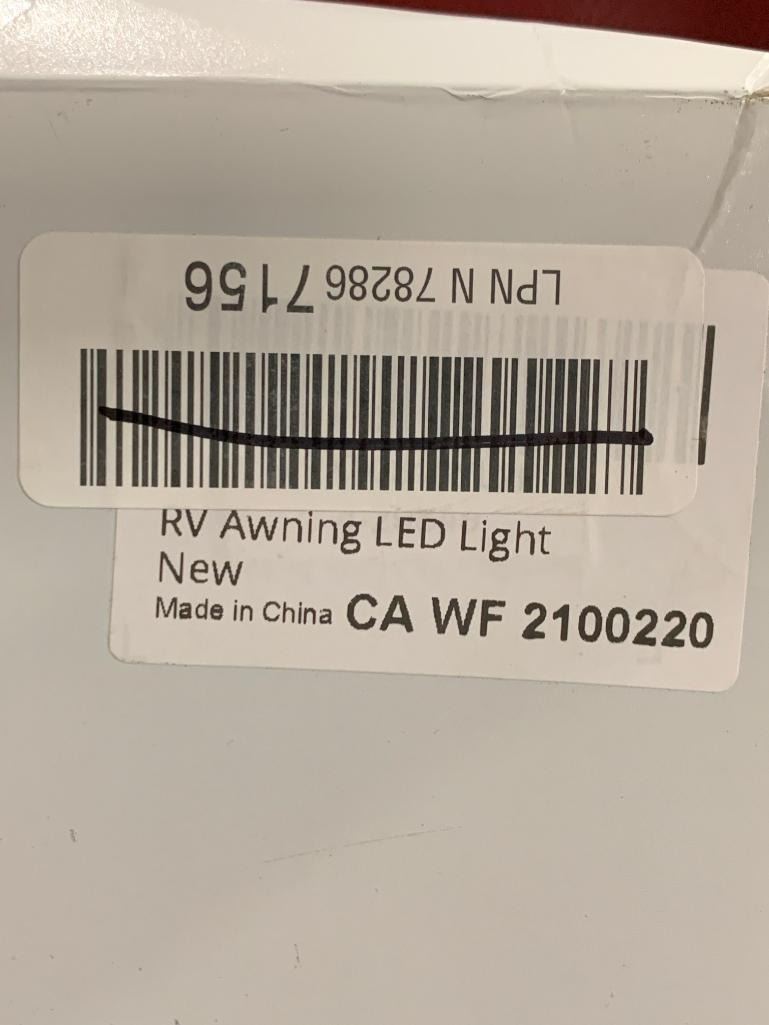 LPN N 78286 7156
RV Awning LED Light
New
Made in China CA WF 2100220